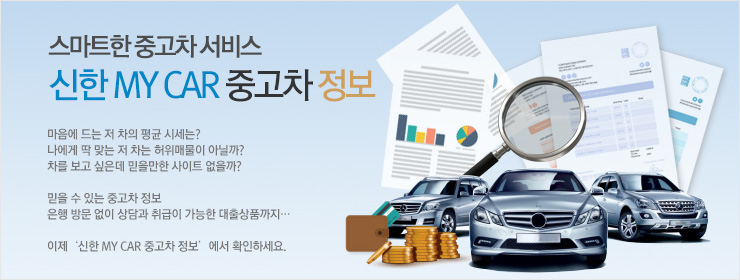 스마트한 중고차 서비스
신한 MY CAR 중고차 정보
마음에 드는 저 차의 평균 시세는?
나에게 딱 맞는 저 차는 허위매물이 아닐까?
차를 보고 싶은데 믿을만한 사이트 없을까?
믿을 수 있는 중고차 정보
은행 방문 없이 상담과 취급이 가능한 대출상품까지…
이제 ‘신한 MY CAR 중고차 정보’ 에서 확인하세요.